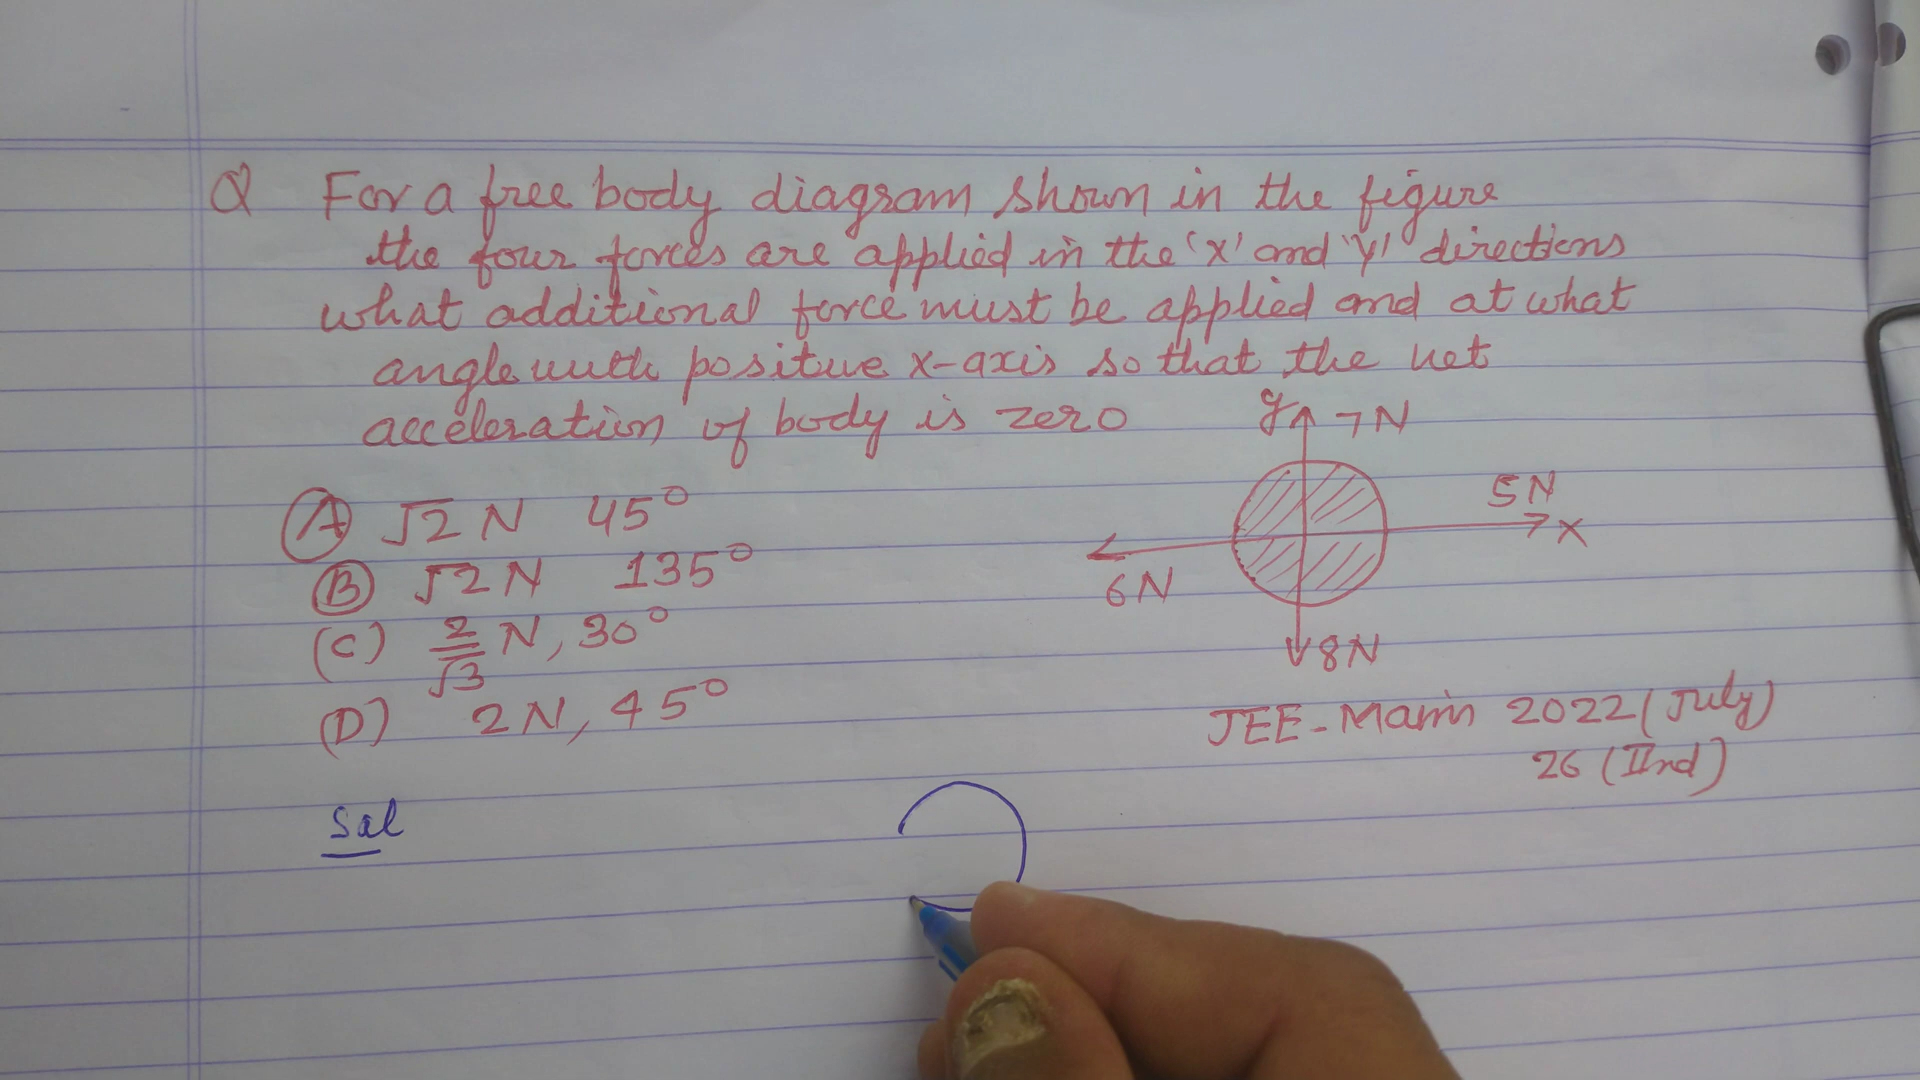 Q For a free body diagram shown in the figure
the four forces are applied in the 'x' and 'y' directions
what additional force must be applied and at what
angle with positive x-axis so that the net
acceleration of body is zero
y 7N
5N
x
6N
8N
(A) √2 N 45°
(B) √2 N 135°
(C) 2/√3 N, 30°
(D) 2N, 45°
JEE-Main 2022 (July)
26 (IInd)
Sol